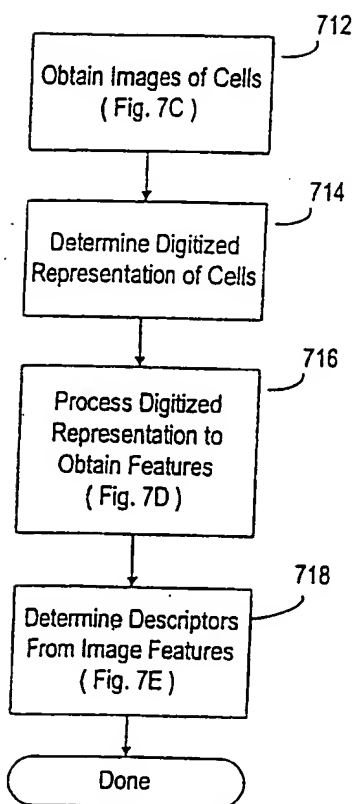 712
Obtain Images of Cells
( Fig. 7C )
714
Determine Digitized
Representation of Cells
716
Process Digitized
Representation to
Obtain Features
( Fig. 7D )
718
Determine Descriptors
From Image Features
( Fig. 7E )
Done